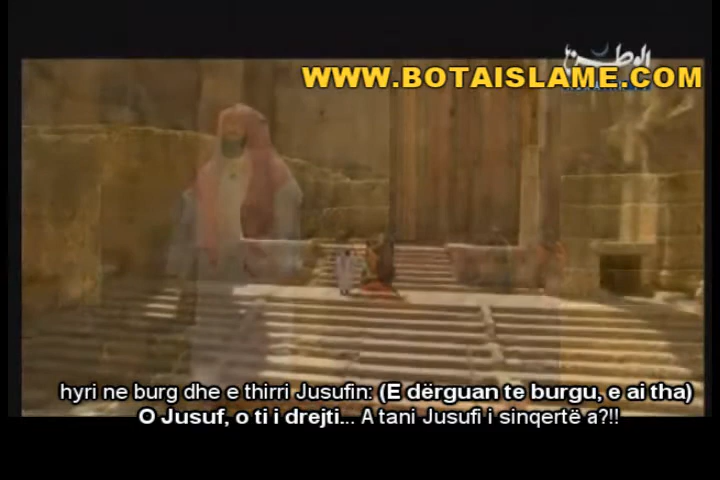 الوطن
WWW.BOTAISLAME.COM
hyri ne burg dhe e thirri Jusufin: (E dërguan te burgu, e ai tha)
O Jusuf, o ti i drejti... A tani Jusufi i sinqertë a?!!